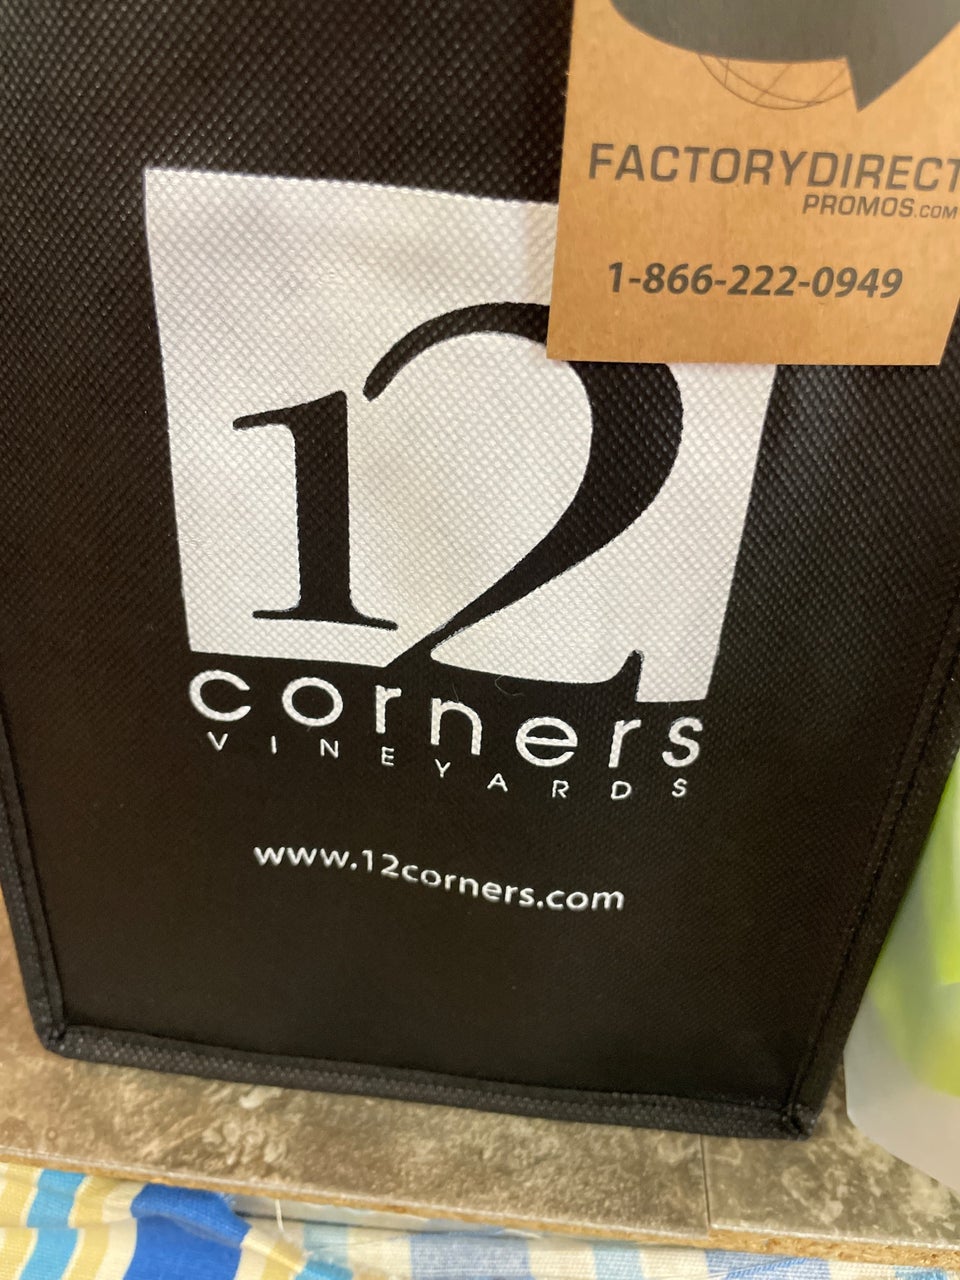 FACTORYDIRECT
PROMOS.COM
1-866-222-0949
12
corners
VINEYARDS
www.12corners.com